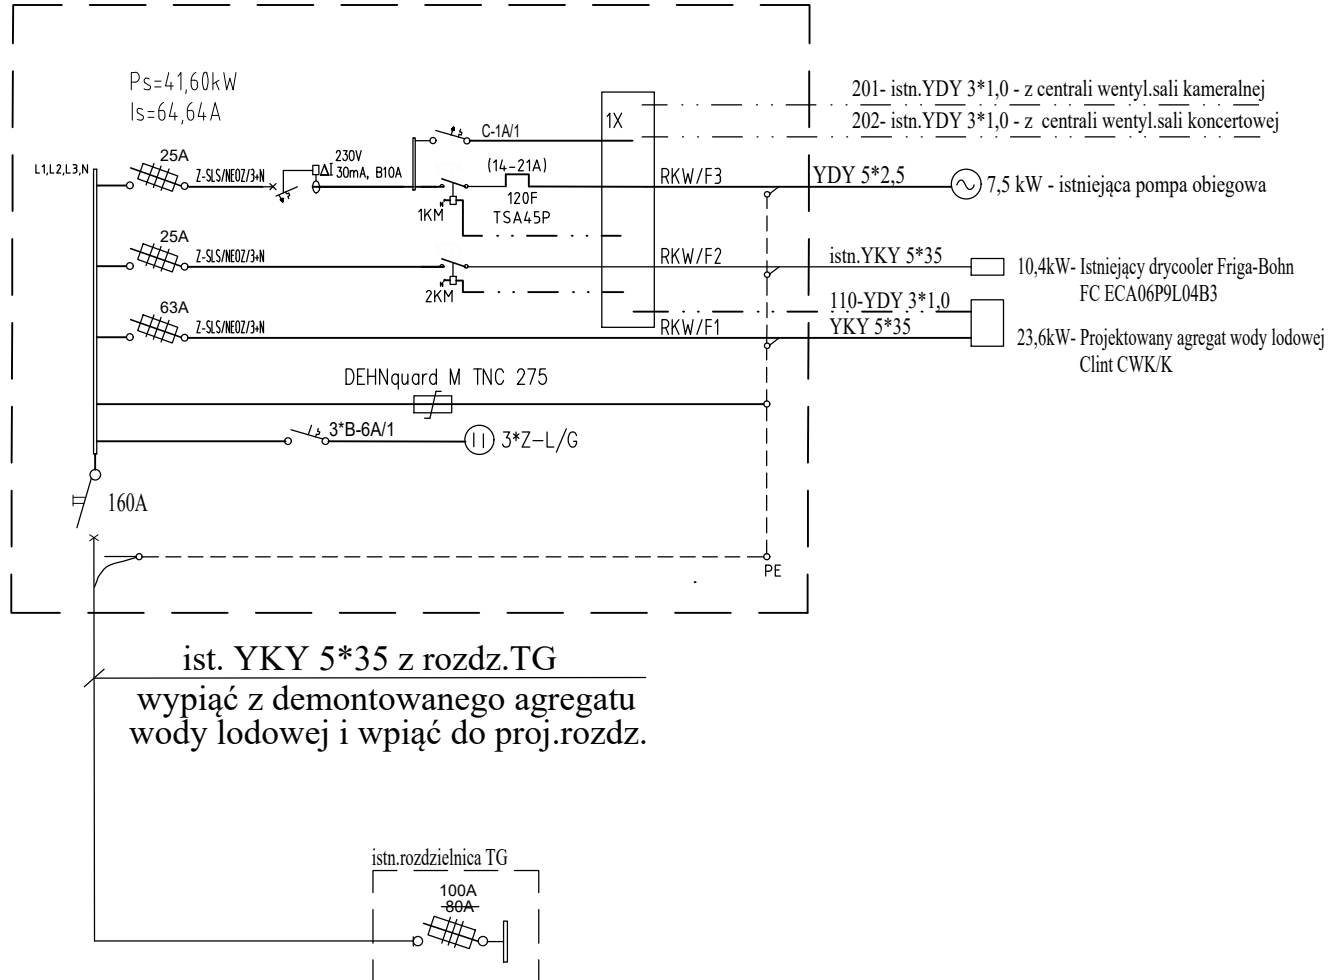 Ps=41,60kW
Is=64,64A
201- istn.YDY 3*1,0 - z centrali wentyl.sali kameralnej
202- istn.YDY 3*1,0 - z centrali wentyl.sali koncertowej
1X
C-1A/1
L1,L2,L3,N
25A
Z-SLS/NEOZ/3+N
230V
ΔI 30mA, B10A
(14-21A)
120F
TSA45P
1KM
RKW/F3
YDY 5*2,5
7,5 kW - istniejąca pompa obiegowa
25A
Z-SLS/NEOZ/3+N
2KM
RKW/F2
istn.YKY 5*35
10,4kW- Istniejący drycooler Friga-Bohn
FC ECA06P9L04B3
63A
Z-SLS/NEOZ/3+N
RKW/F1
110-YDY 3*1,0
YKY 5*35
23,6kW- Projektowany agregat wody lodowej
Clint CWK/K
DEHNquard M TNC 275
3*B-6A/1
3*Z-L/G
160A
PE
ist. YKY 5*35 z rozdz.TG
wypiąć z demontowanego agregatu
wody lodowej i wpiąć do proj.rozdz.
istn.rozdzielnica TG
100A
80A